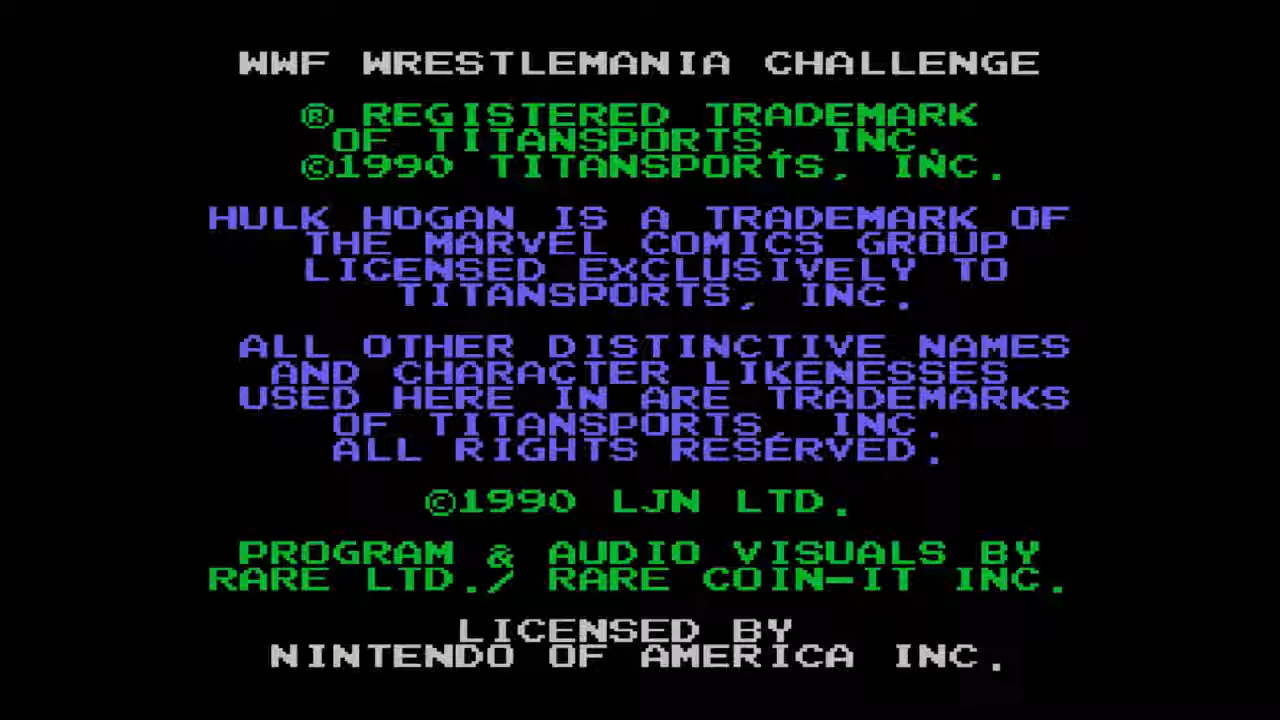 WWF WRESTLEMANIA CHALLENGE
® REGISTERED TRADEMARK
OF TITANSPORTS, INC.
©1990 TITANSPORTS, INC.
HULK HOGAN IS A TRADEMARK OF
THE MARVEL COMICS GROUP
LICENSED EXCLUSIVELY TO
TITANSPORTS, INC.
ALL OTHER DISTINCTIVE NAMES
AND CHARACTER LIKENESSES
USED HERE IN ARE TRADEMARKS
OF TITANSPORTS, INC.
ALL RIGHTS RESERVED.
©1990 LJN LTD.
PROGRAM & AUDIO VISUALS BY
RARE LTD./ RARE COIN-IT INC.
LICENSED BY
NINTENDO OF AMERICA INC.